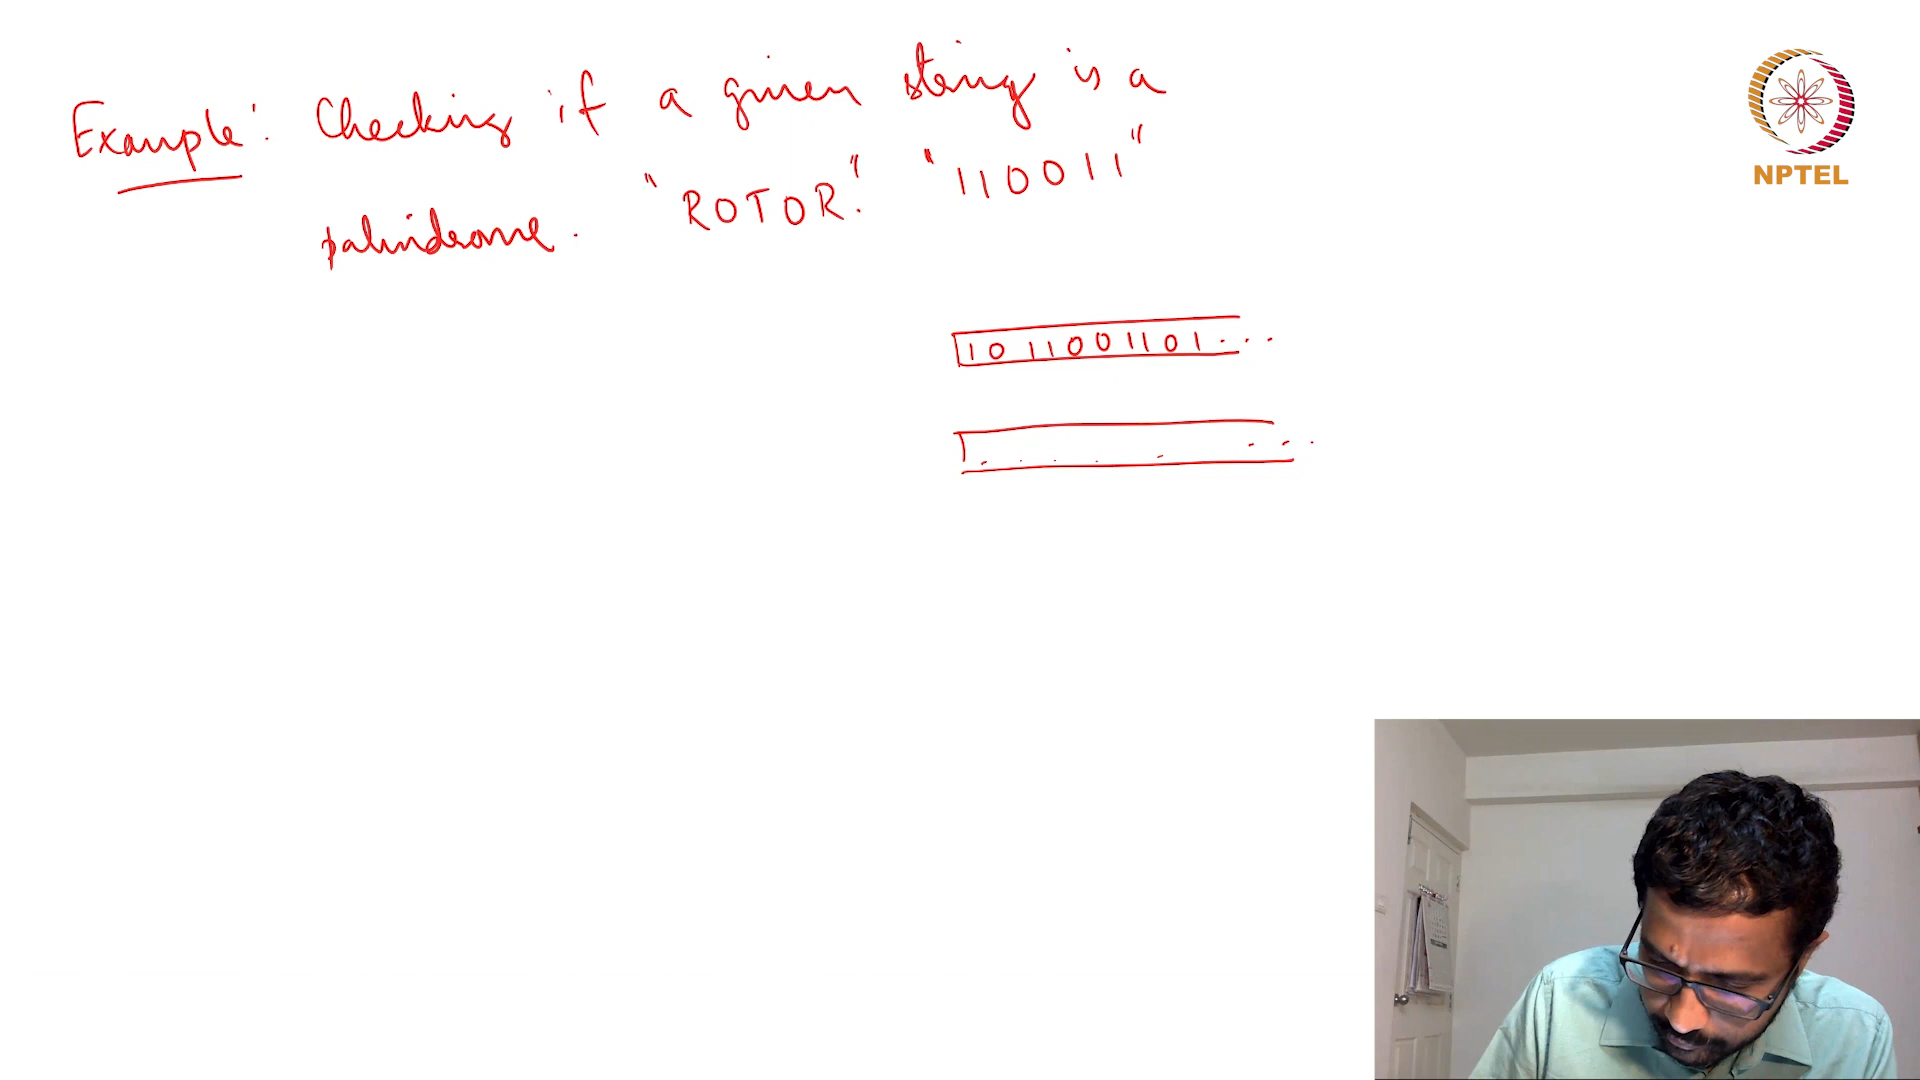 Example: Checking if a given string is a
palindrome. "ROTOR." "110011"
1011001101...
NPTEL